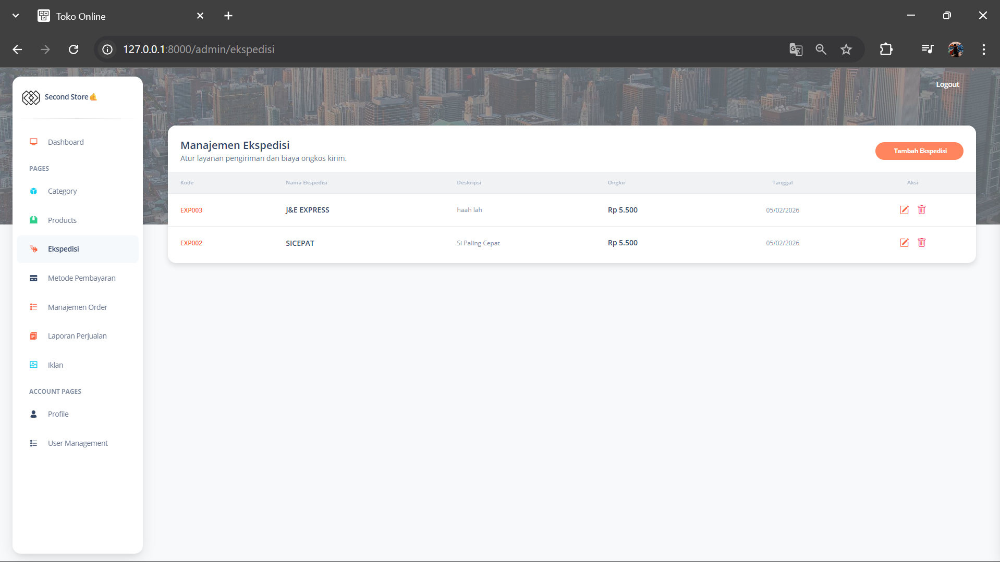 Toko Online
127.0.0.1:8000/admin/ekspedisi
Logout
Second Store
Dashboard
PAGES
Category
Products
Ekspedisi
Metode Pembayaran
Manajemen Order
Laporan Perjualan
Iklan
ACCOUNT PAGES
Profile
User Management
Manajemen Ekspedisi
Atur layanan pengiriman dan biaya ongkos kirim.
Tambah Ekspedisi
Kode Nama Ekspedisi Deskripsi Ongkir Tanggal Aksi
EXP003 J&E EXPRESS haah lah Rp 5.500 05/02/2026
EXP002 SICEPAT Si Paling Cepat Rp 5.500 05/02/2026